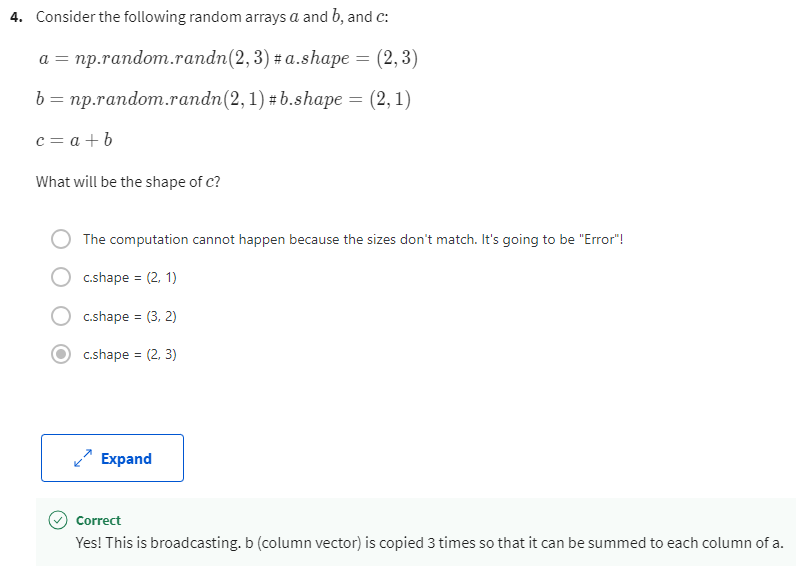 4. Consider the following random arrays a and b, and c:
a = np.random.randn(2, 3) # a.shape = (2, 3)
b = np.random.randn(2, 1) # b.shape = (2, 1)
c = a + b
What will be the shape of c?
The computation cannot happen because the sizes don't match. It's going to be "Error"!
c.shape = (2, 1)
c.shape = (3, 2)
c.shape = (2, 3)
Expand
Correct
Yes! This is broadcasting. b (column vector) is copied 3 times so that it can be summed to each column of a.